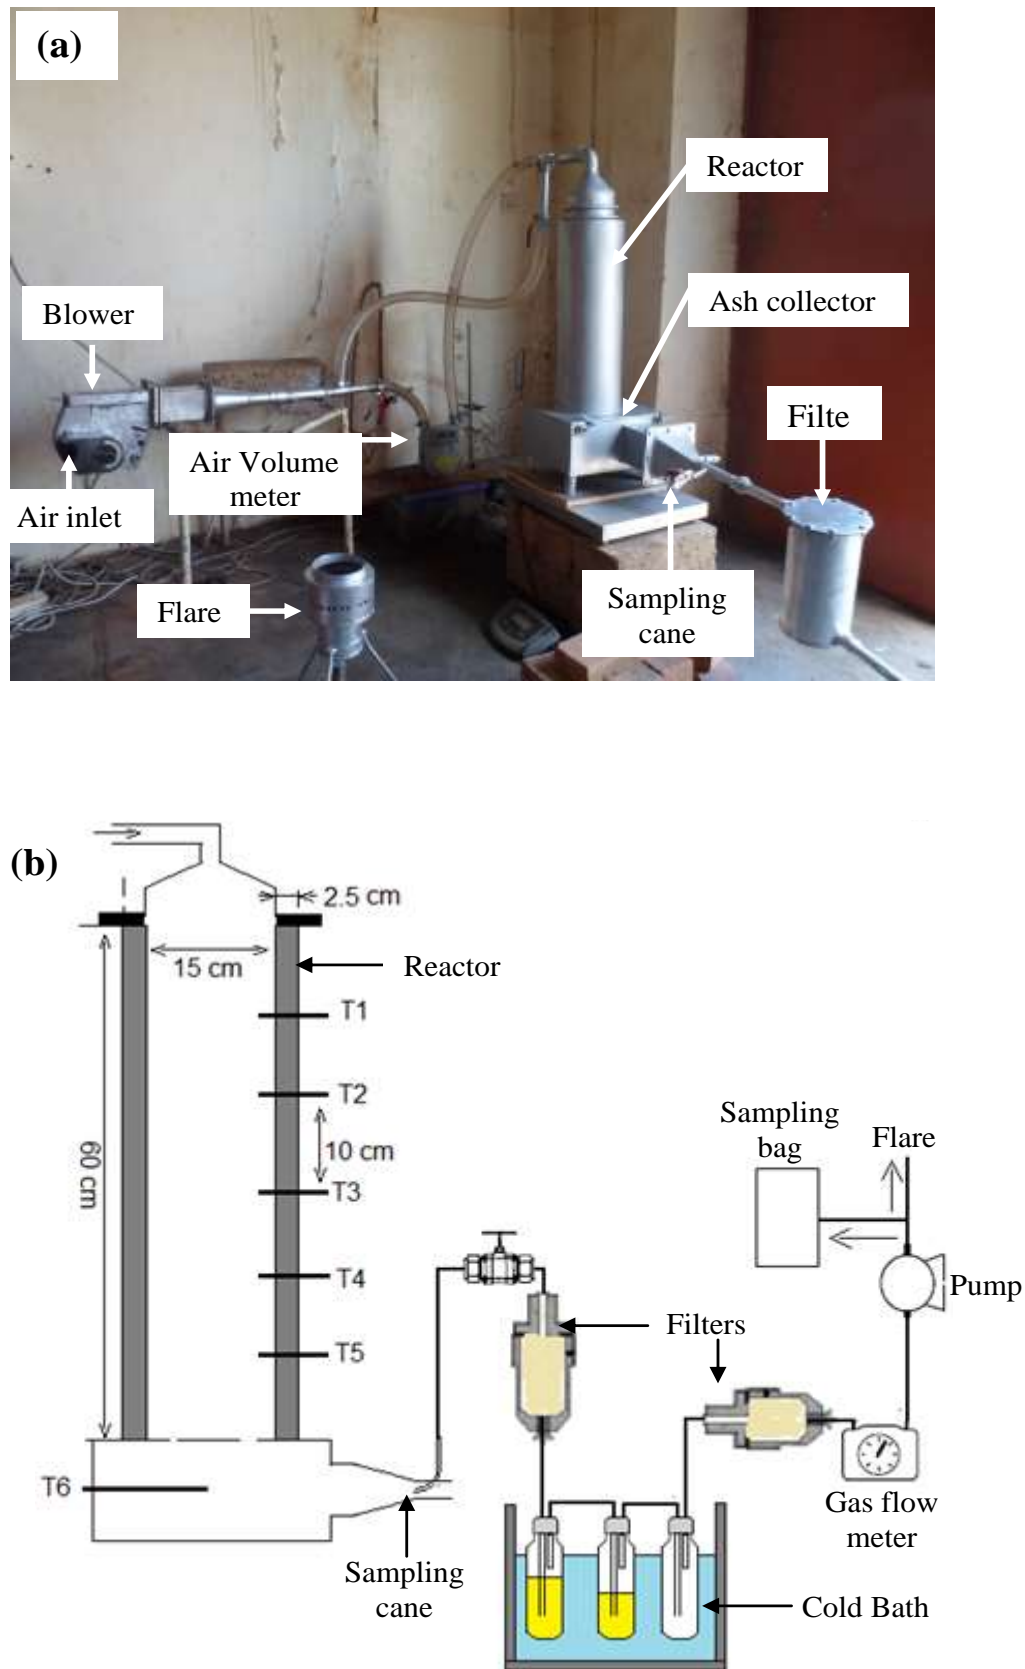 (a)
Reactor
Ash collector
Blower
Filte
Air Volume
meter
Air inlet
Sampling
cane
Flare
(b)
2.5 cm
15 cm
Reactor
T1
T2
10 cm
60 cm
T3
T4
T5
T6
Sampling
bag
Flare
Pump
Filters
Gas flow
meter
Sampling
cane
Cold Bath